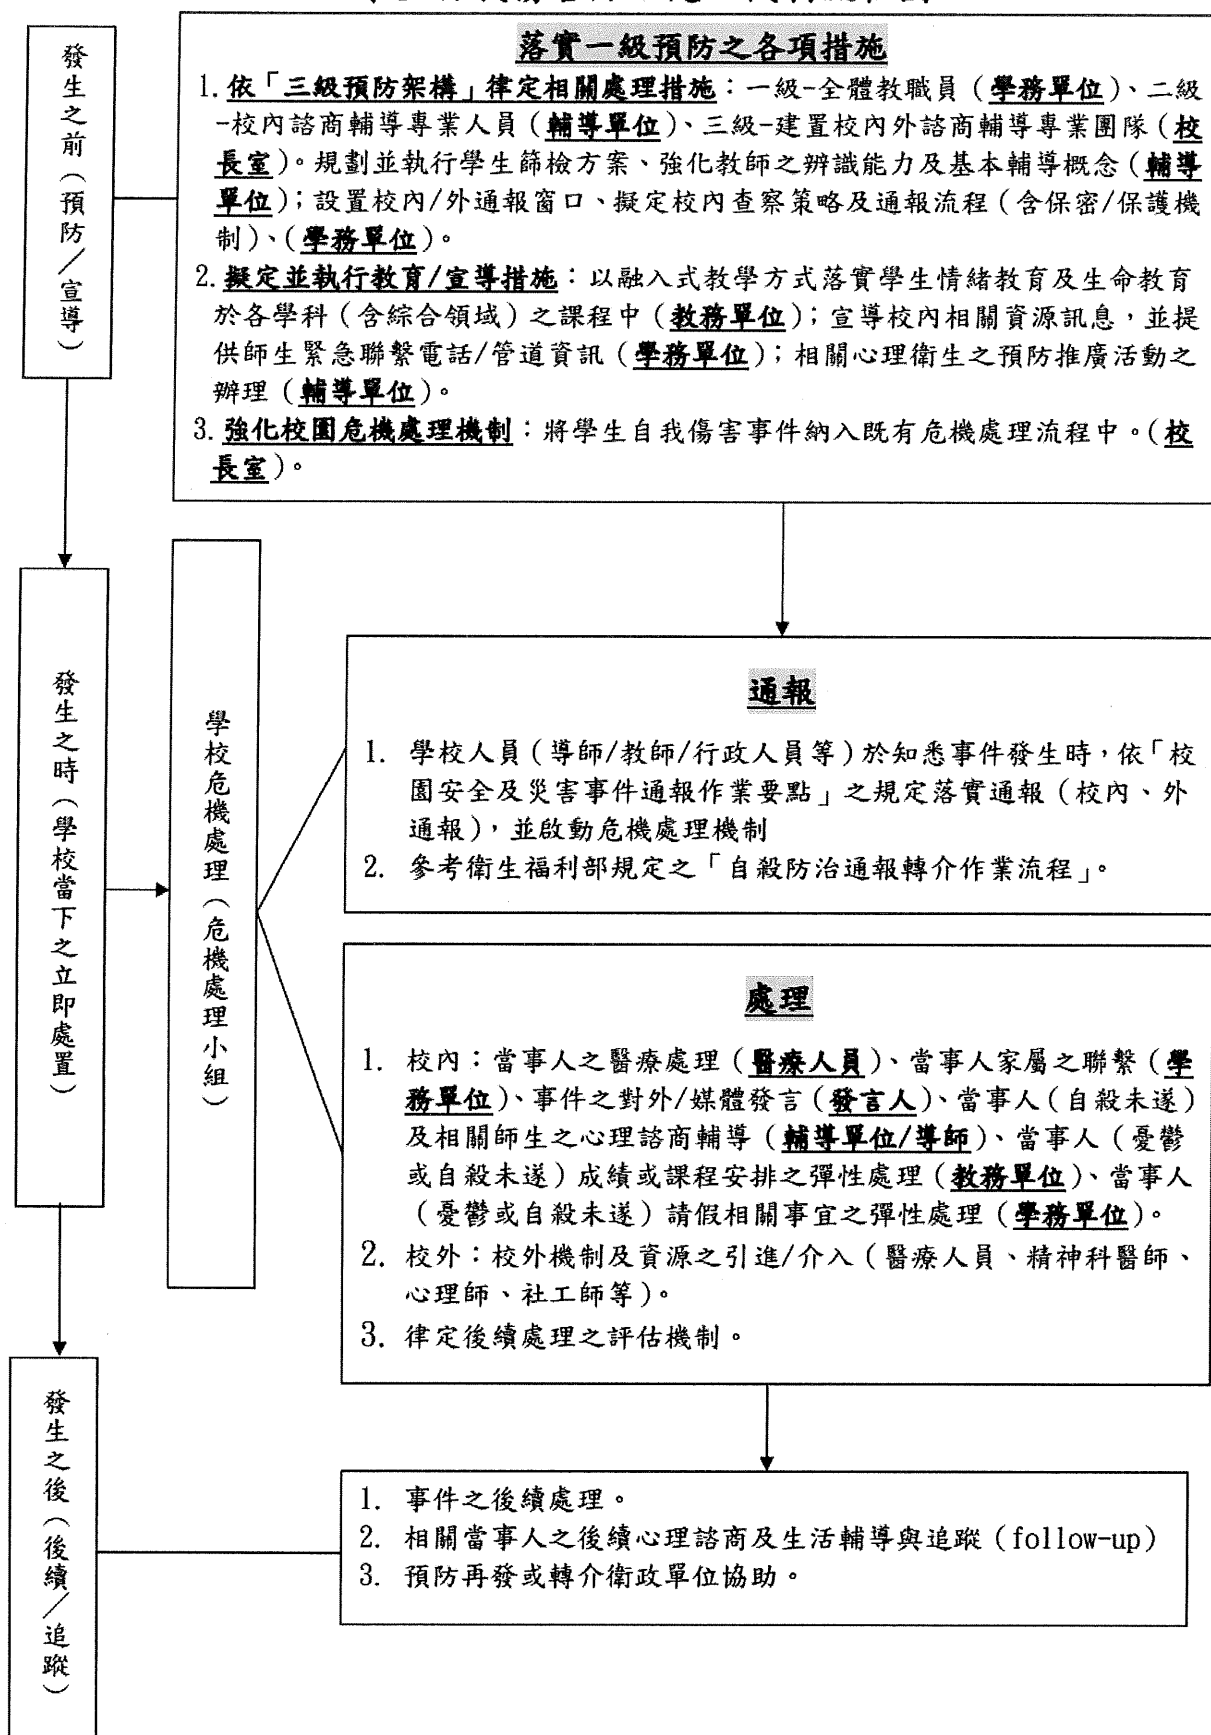 落實一級預防之各項措施
發生之前（預防／宣導）
1.依「三級預防架構」律定相關處理措施：一級-全體教職員（學務單位）、二級
-校內諮商輔導專業人員（輔導單位）、三級-建置校內外諮商輔導專業團隊（校
長室）。規劃並執行學生篩檢方案、強化教師之辨識能力及基本輔導概念（輔導
單位）；設置校內/外通報窗口、擬定校內查察策略及通報流程（含保密/保護機
制）、（學務單位）。
2.擬定並執行教育/宣導措施：以融入式教學方式落實學生情緒教育及生命教育
於各學科（含綜合領域）之課程中（教務單位）；宣導校內相關資源訊息，並提
供師生緊急聯繫電話/管道資訊（學務單位）；相關心理衛生之預防推廣活動之
辦理（輔導單位）。
3.強化校園危機處理機制：將學生自我傷害事件納入既有危機處理流程中。（校
長室）。
發生之時（學校當下之立即處置）
學校危機處理（危機處理小組）
通報
1. 學校人員（導師/教師/行政人員等）於知悉事件發生時，依「校
園安全及災害事件通報作業要點」之規定落實通報（校內、外
通報），並啟動危機處理機制
2. 參考衛生福利部規定之「自殺防治通報轉介作業流程」。
處理
1. 校內：當事人之醫療處理（醫療人員）、當事人家屬之聯繫（學
務單位）、事件之對外/媒體發言（發言人）、當事人（自殺未遂）
及相關師生之心理諮商輔導（輔導單位/導師）、當事人（憂鬱
或自殺未遂）成績或課程安排之彈性處理（教務單位）、當事人
（憂鬱或自殺未遂）請假相關事宜之彈性處理（學務單位）。
2. 校外：校外機制及資源之引進/介入（醫療人員、精神科醫師、
心理師、社工師等）。
3. 律定後續處理之評估機制。
發生之後（後續／追蹤）
1. 事件之後續處理。
2. 相關當事人之後續心理諮商及生活輔導與追蹤（follow-up）
3. 預防再發或轉介衛政單位協助。